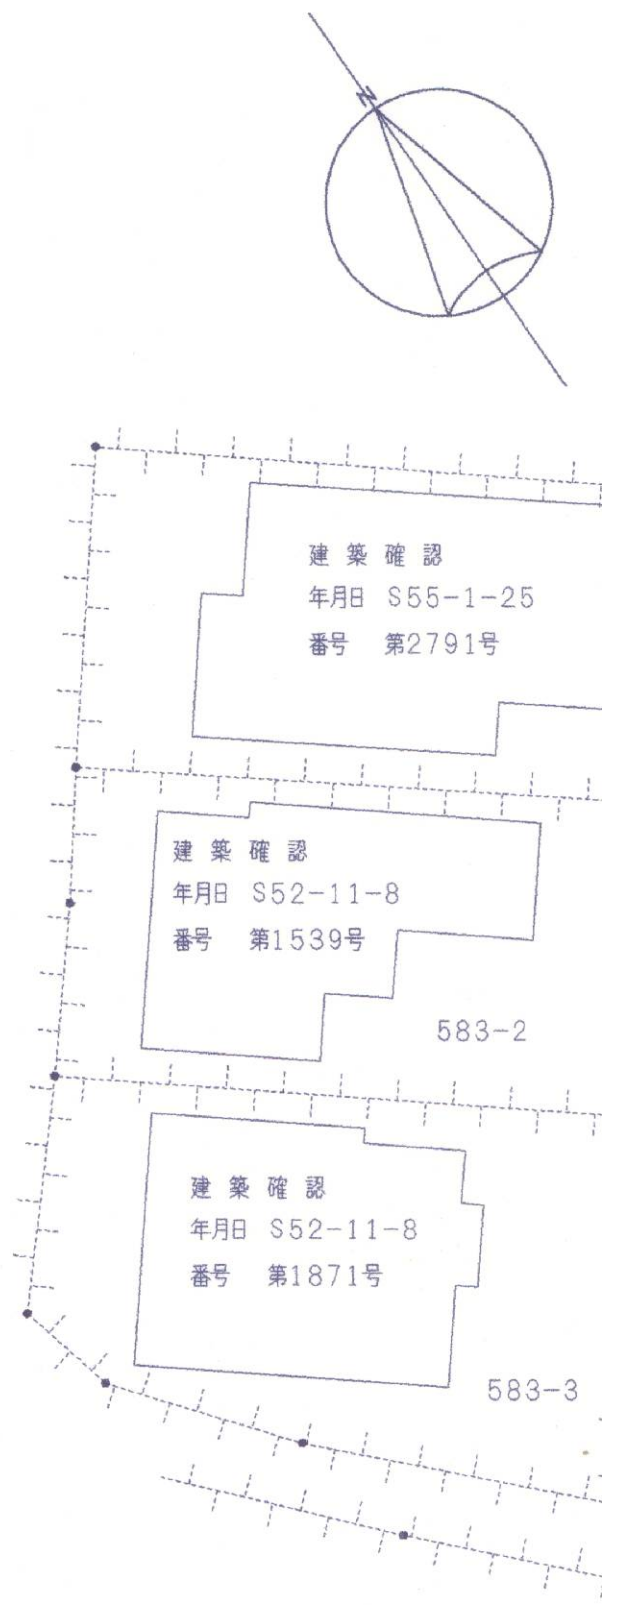 N
建築確認
年月日 S55-1-25
番号 第2791号
建築確認
年月日 S52-11-8
番号 第1539号
583-2
建築確認
年月日 S52-11-8
番号 第1871号
583-3